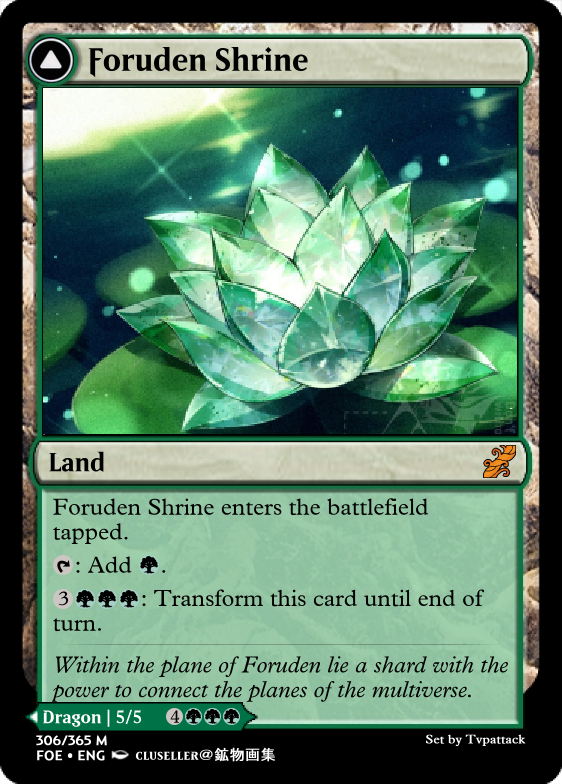 Foruden Shrine
Land
Foruden Shrine enters the battlefield
tapped.
: Add .
3: Transform this card until end of
turn.
Within the plane of Foruden lie a shard with the
power to connect the planes of the multiverse.
Dragon | 5/5 4
306/365 M Set by Tvpattack
FOE • ENG CLUSELLER@鉱物画集